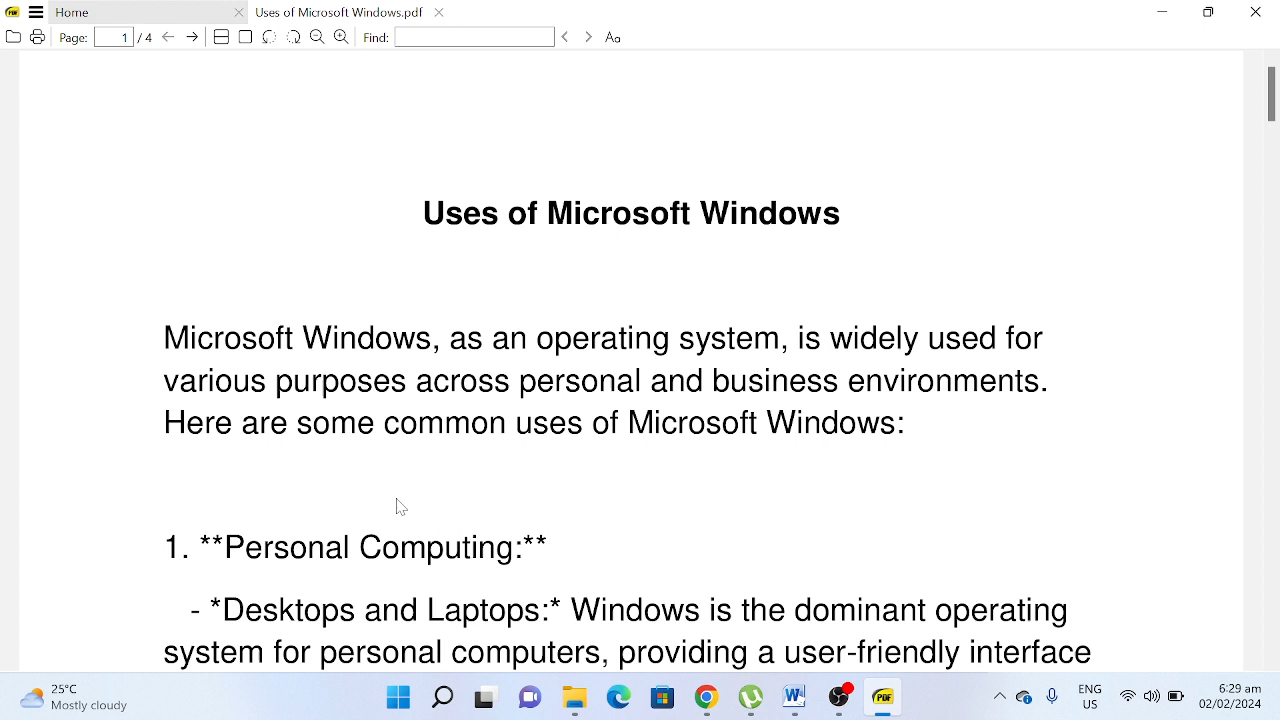 Home
Uses of Microsoft Windows.pdf
Page: 1 / 4
Find:
Aa
Uses of Microsoft Windows
Microsoft Windows, as an operating system, is widely used for
various purposes across personal and business environments.
Here are some common uses of Microsoft Windows:
1. **Personal Computing:**
- *Desktops and Laptops:* Windows is the dominant operating
system for personal computers, providing a user-friendly interface
25°C
Mostly cloudy
PDF
ENG
US
6:29 am
02/02/2024